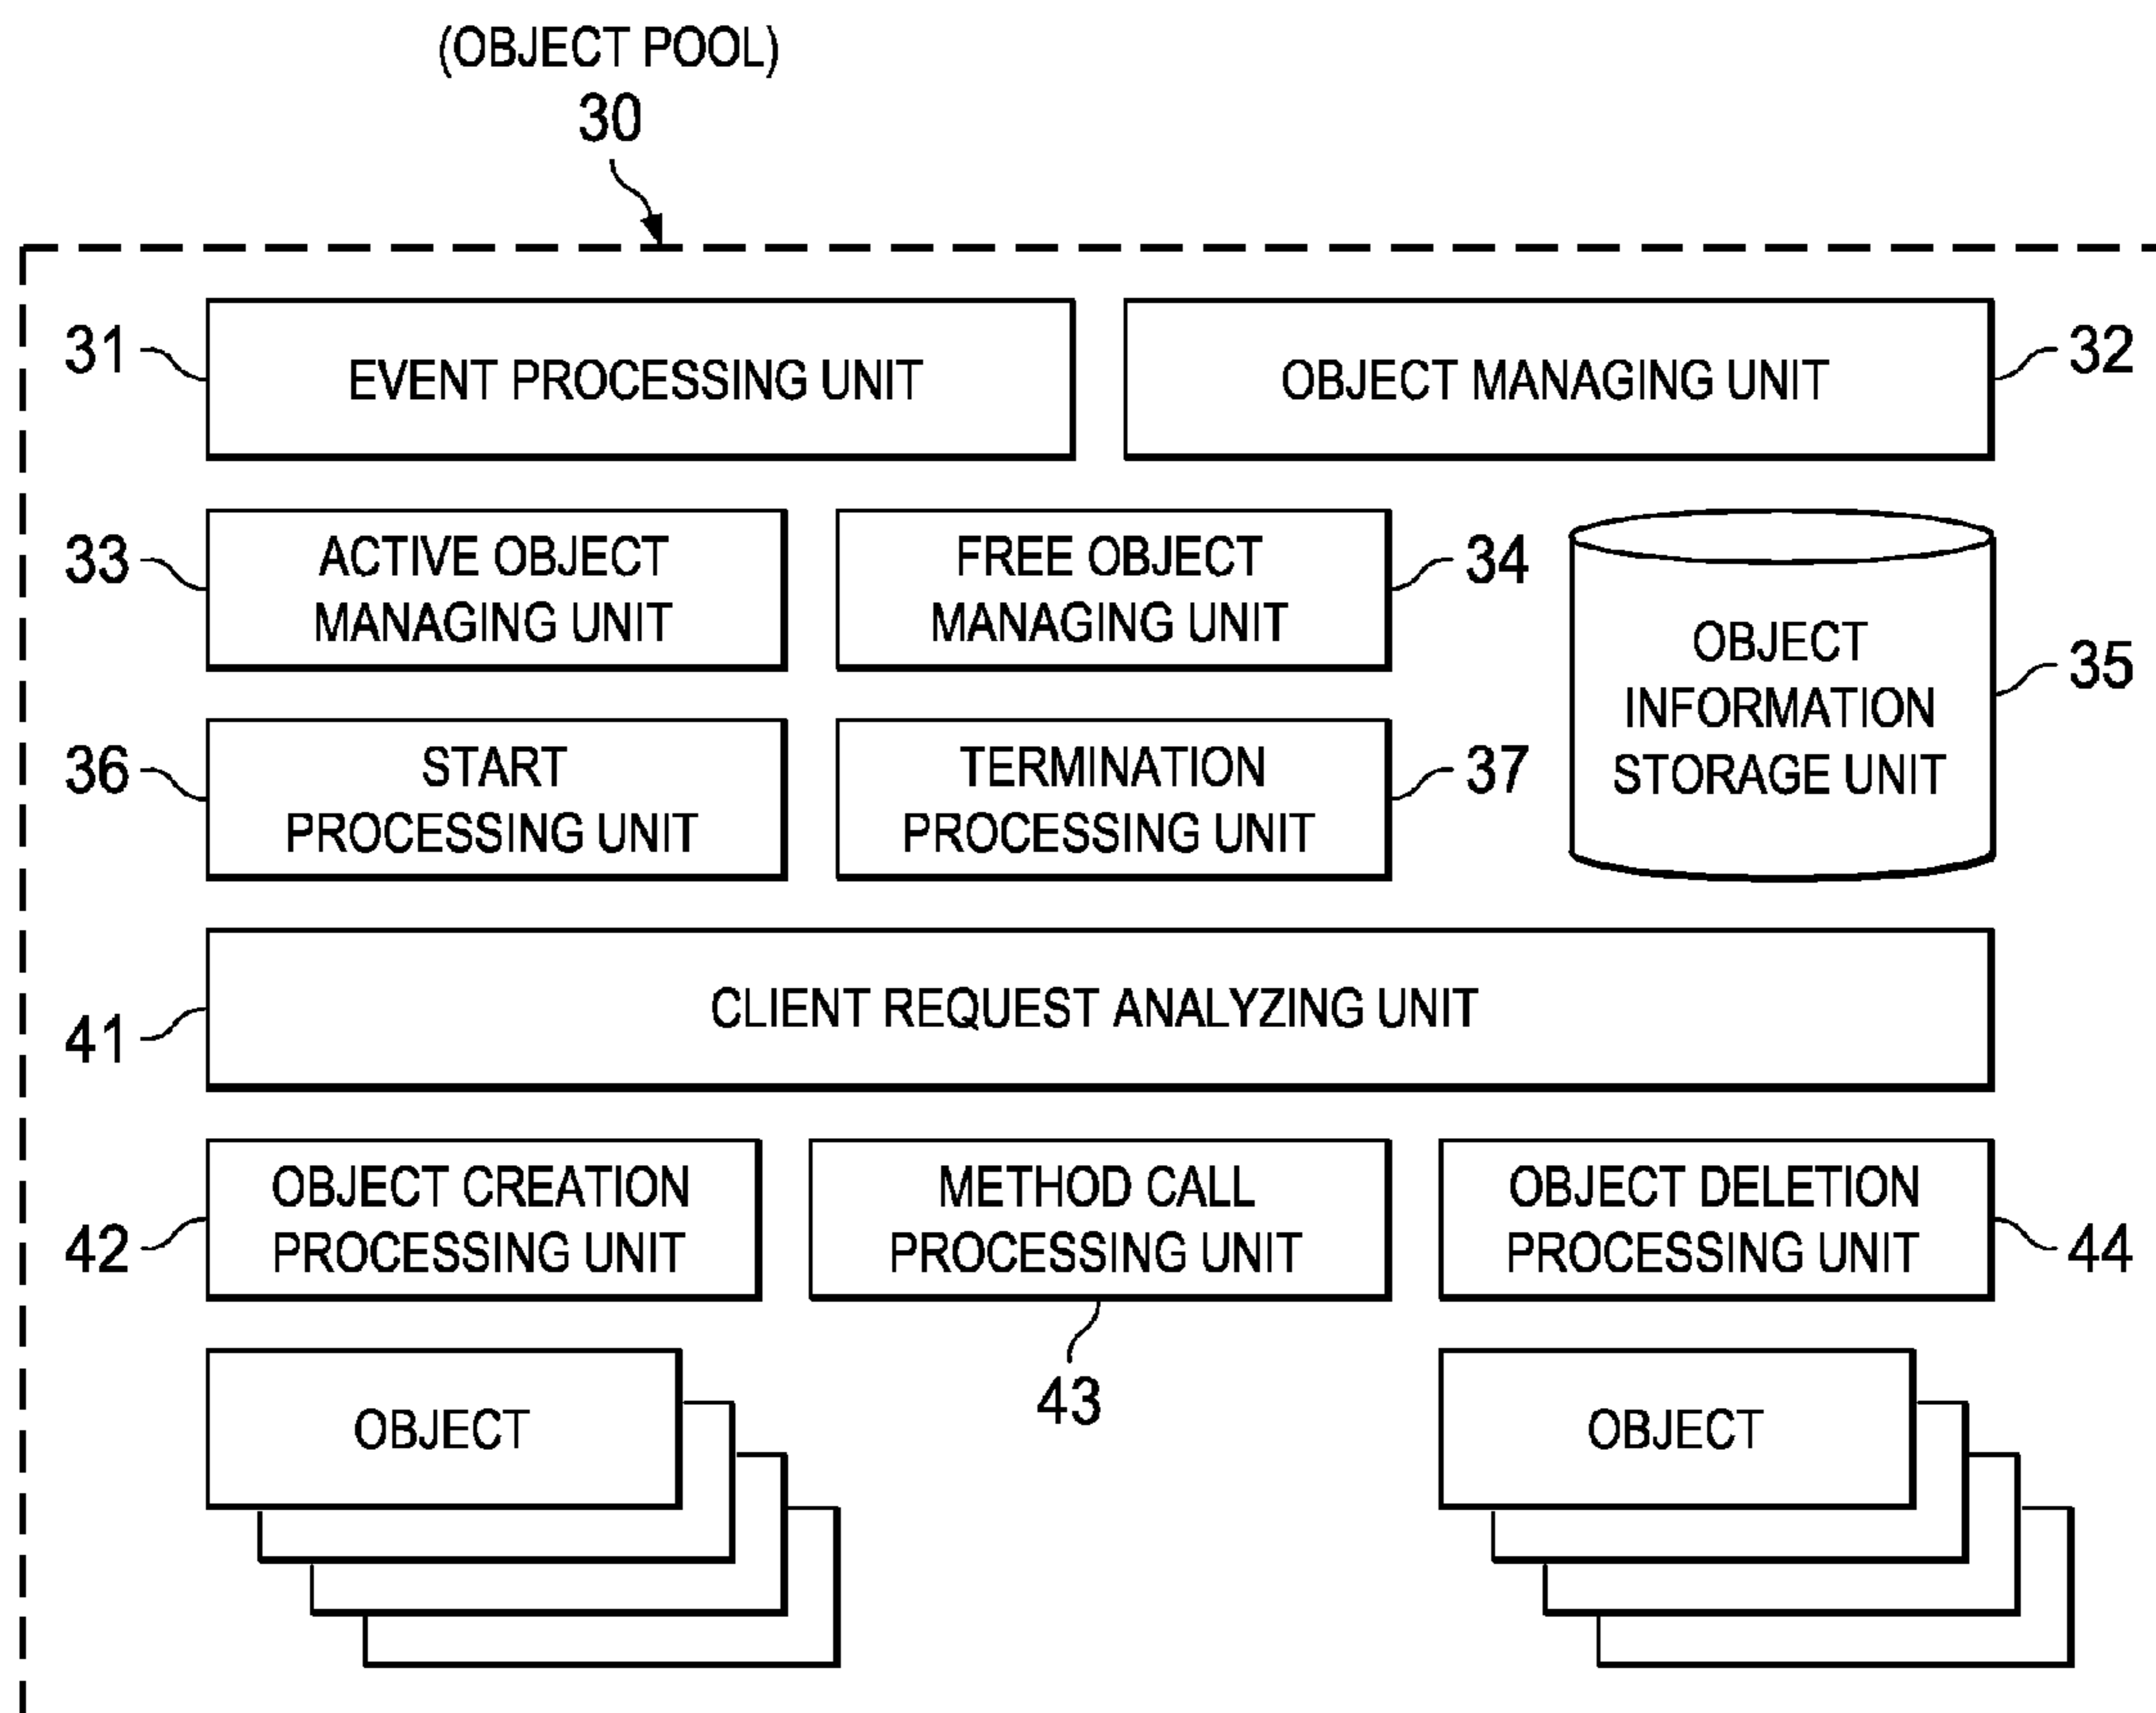 (OBJECT POOL)
30
31
EVENT PROCESSING UNIT
OBJECT MANAGING UNIT
32
33
ACTIVE OBJECT
MANAGING UNIT
FREE OBJECT
MANAGING UNIT
34
OBJECT
INFORMATION
STORAGE UNIT
35
36
START
PROCESSING UNIT
TERMINATION
PROCESSING UNIT
37
CLIENT REQUEST ANALYZING UNIT
41
OBJECT CREATION
PROCESSING UNIT
42
METHOD CALL
PROCESSING UNIT
43
OBJECT DELETION
PROCESSING UNIT
44
OBJECT
OBJECT